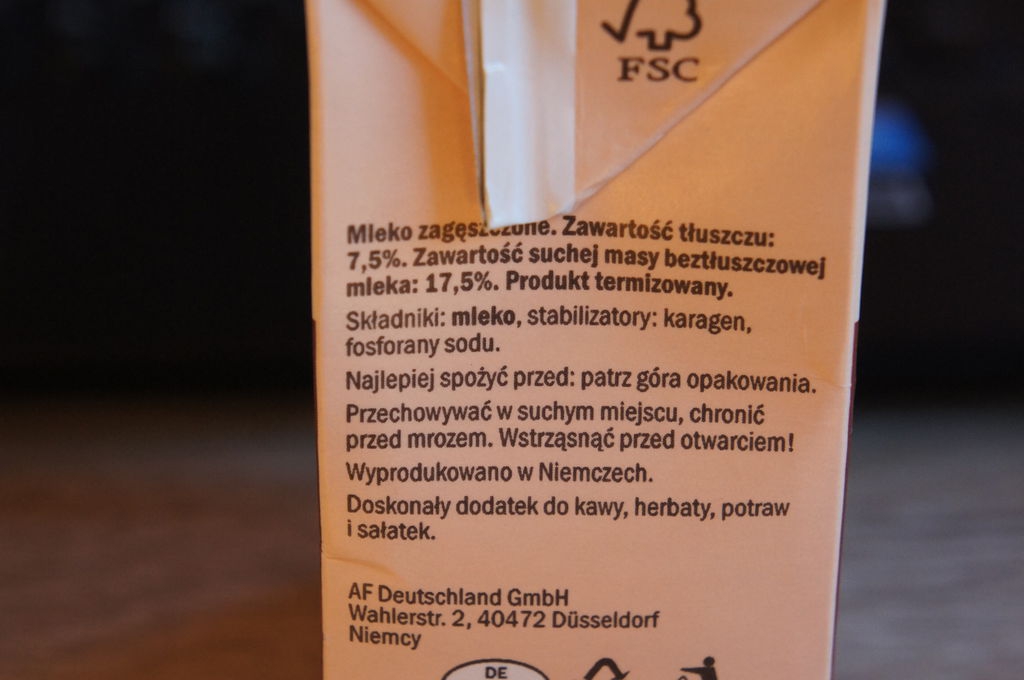 FSC
Mleko zagęszczone. Zawartość tłuszczu:
7,5%. Zawartość suchej masy beztłuszczowej
mleka: 17,5%. Produkt termizowany.
Składniki: mleko, stabilizatory: karagen,
fosforany sodu.
Najlepiej spożyć przed: patrz góra opakowania.
Przechowywać w suchym miejscu, chronić
przed mrozem. Wstrząsnąć przed otwarciem!
Wyprodukowano w Niemczech.
Doskonały dodatek do kawy, herbaty, potraw
i sałatek.
AF Deutschland GmbH
Wahlerstr. 2, 40472 Düsseldorf
Niemcy
DE